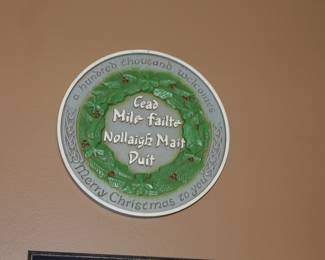 a hundred thousand welcomes
Cead
Mile failte
Nollaigh Mait
Duit
Merry Christmas to you